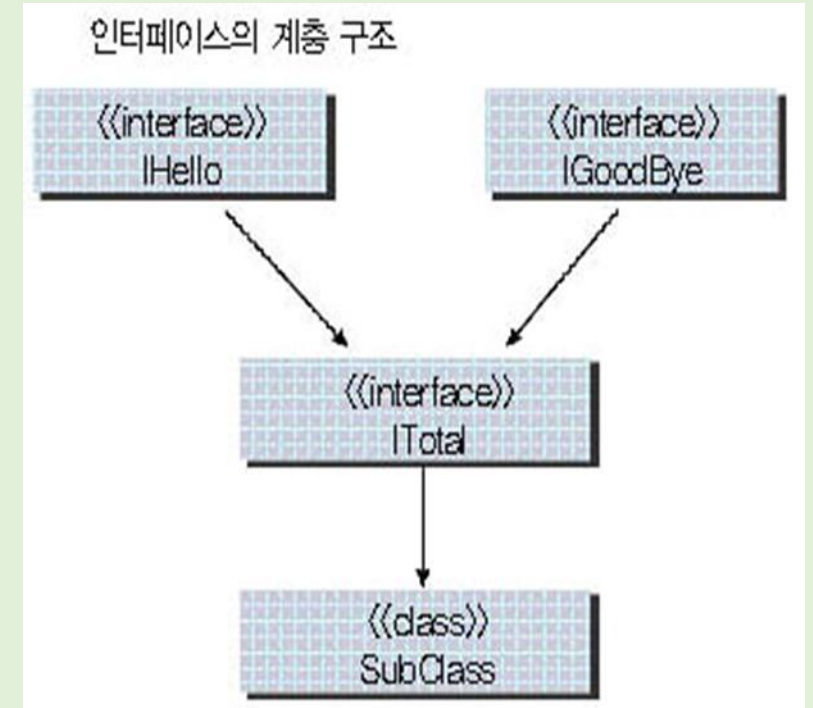 인터페이스의 계층 구조
《interface》
IHello
《interface》
IGoodBye
《interface》
ITotal
《class》
SubClass